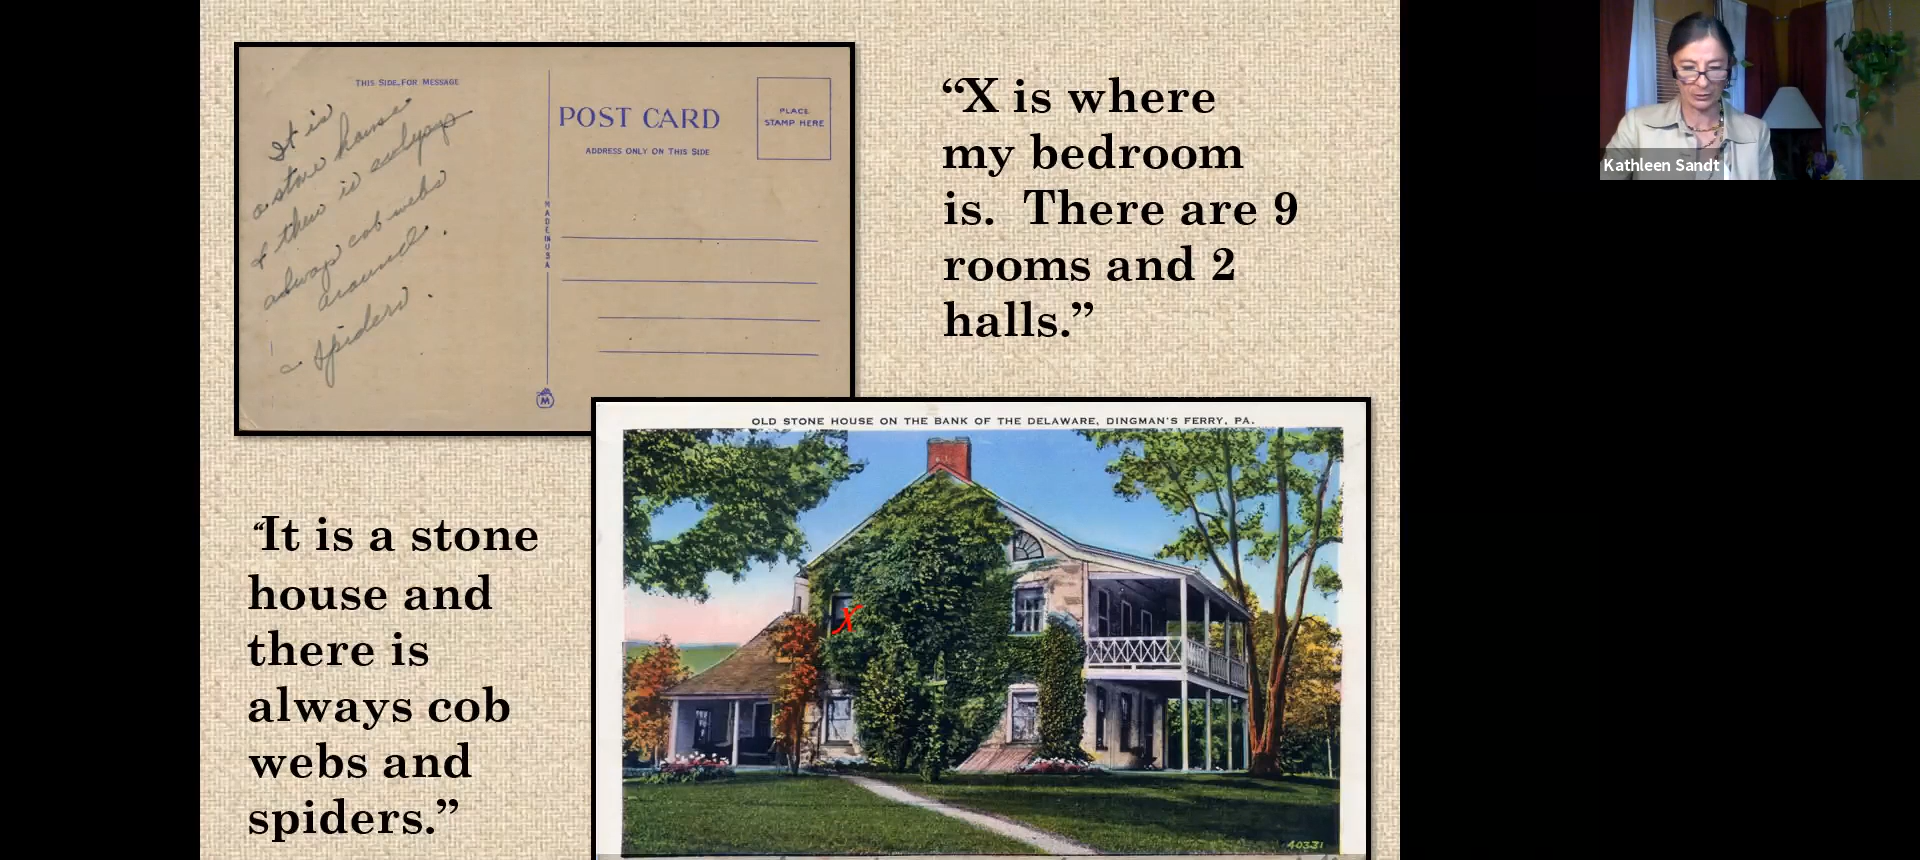 THIS SIDE FOR MESSAGE
It is
a stone house
& there is always
always cob webs
around.
spiders.
MADE IN USA
POST CARD
ADDRESS ONLY ON THIS SIDE
PLACE
STAMP HERE
M
“X is where
my bedroom
is. There are 9
rooms and 2
halls.”
Kathleen Sandt
“It is a stone
house and
there is
always cob
webs and
spiders.”
OLD STONE HOUSE ON THE BANK OF THE DELAWARE, DINGMAN'S FERRY, PA.
X
40331